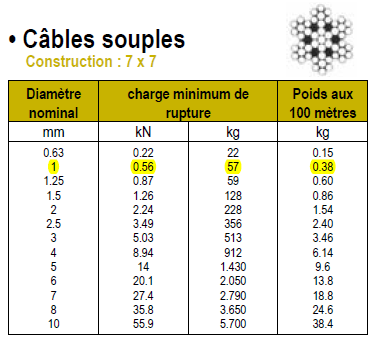 • Câbles souples
Construction : 7 x 7
Diamètre nominal charge minimum de rupture Poids aux 100 mètres
mm kN kg kg
0.63 0.22 22 0.15
1 0.56 57 0.38
1.25 0.87 59 0.60
1.5 1.26 128 0.86
2 2.24 228 1.54
2.5 3.49 356 2.40
3 5.03 513 3.46
4 8.94 912 6.14
5 14 1.430 9.6
6 20.1 2.050 13.8
7 27.4 2.790 18.8
8 35.8 3.650 24.6
10 55.9 5.700 38.4